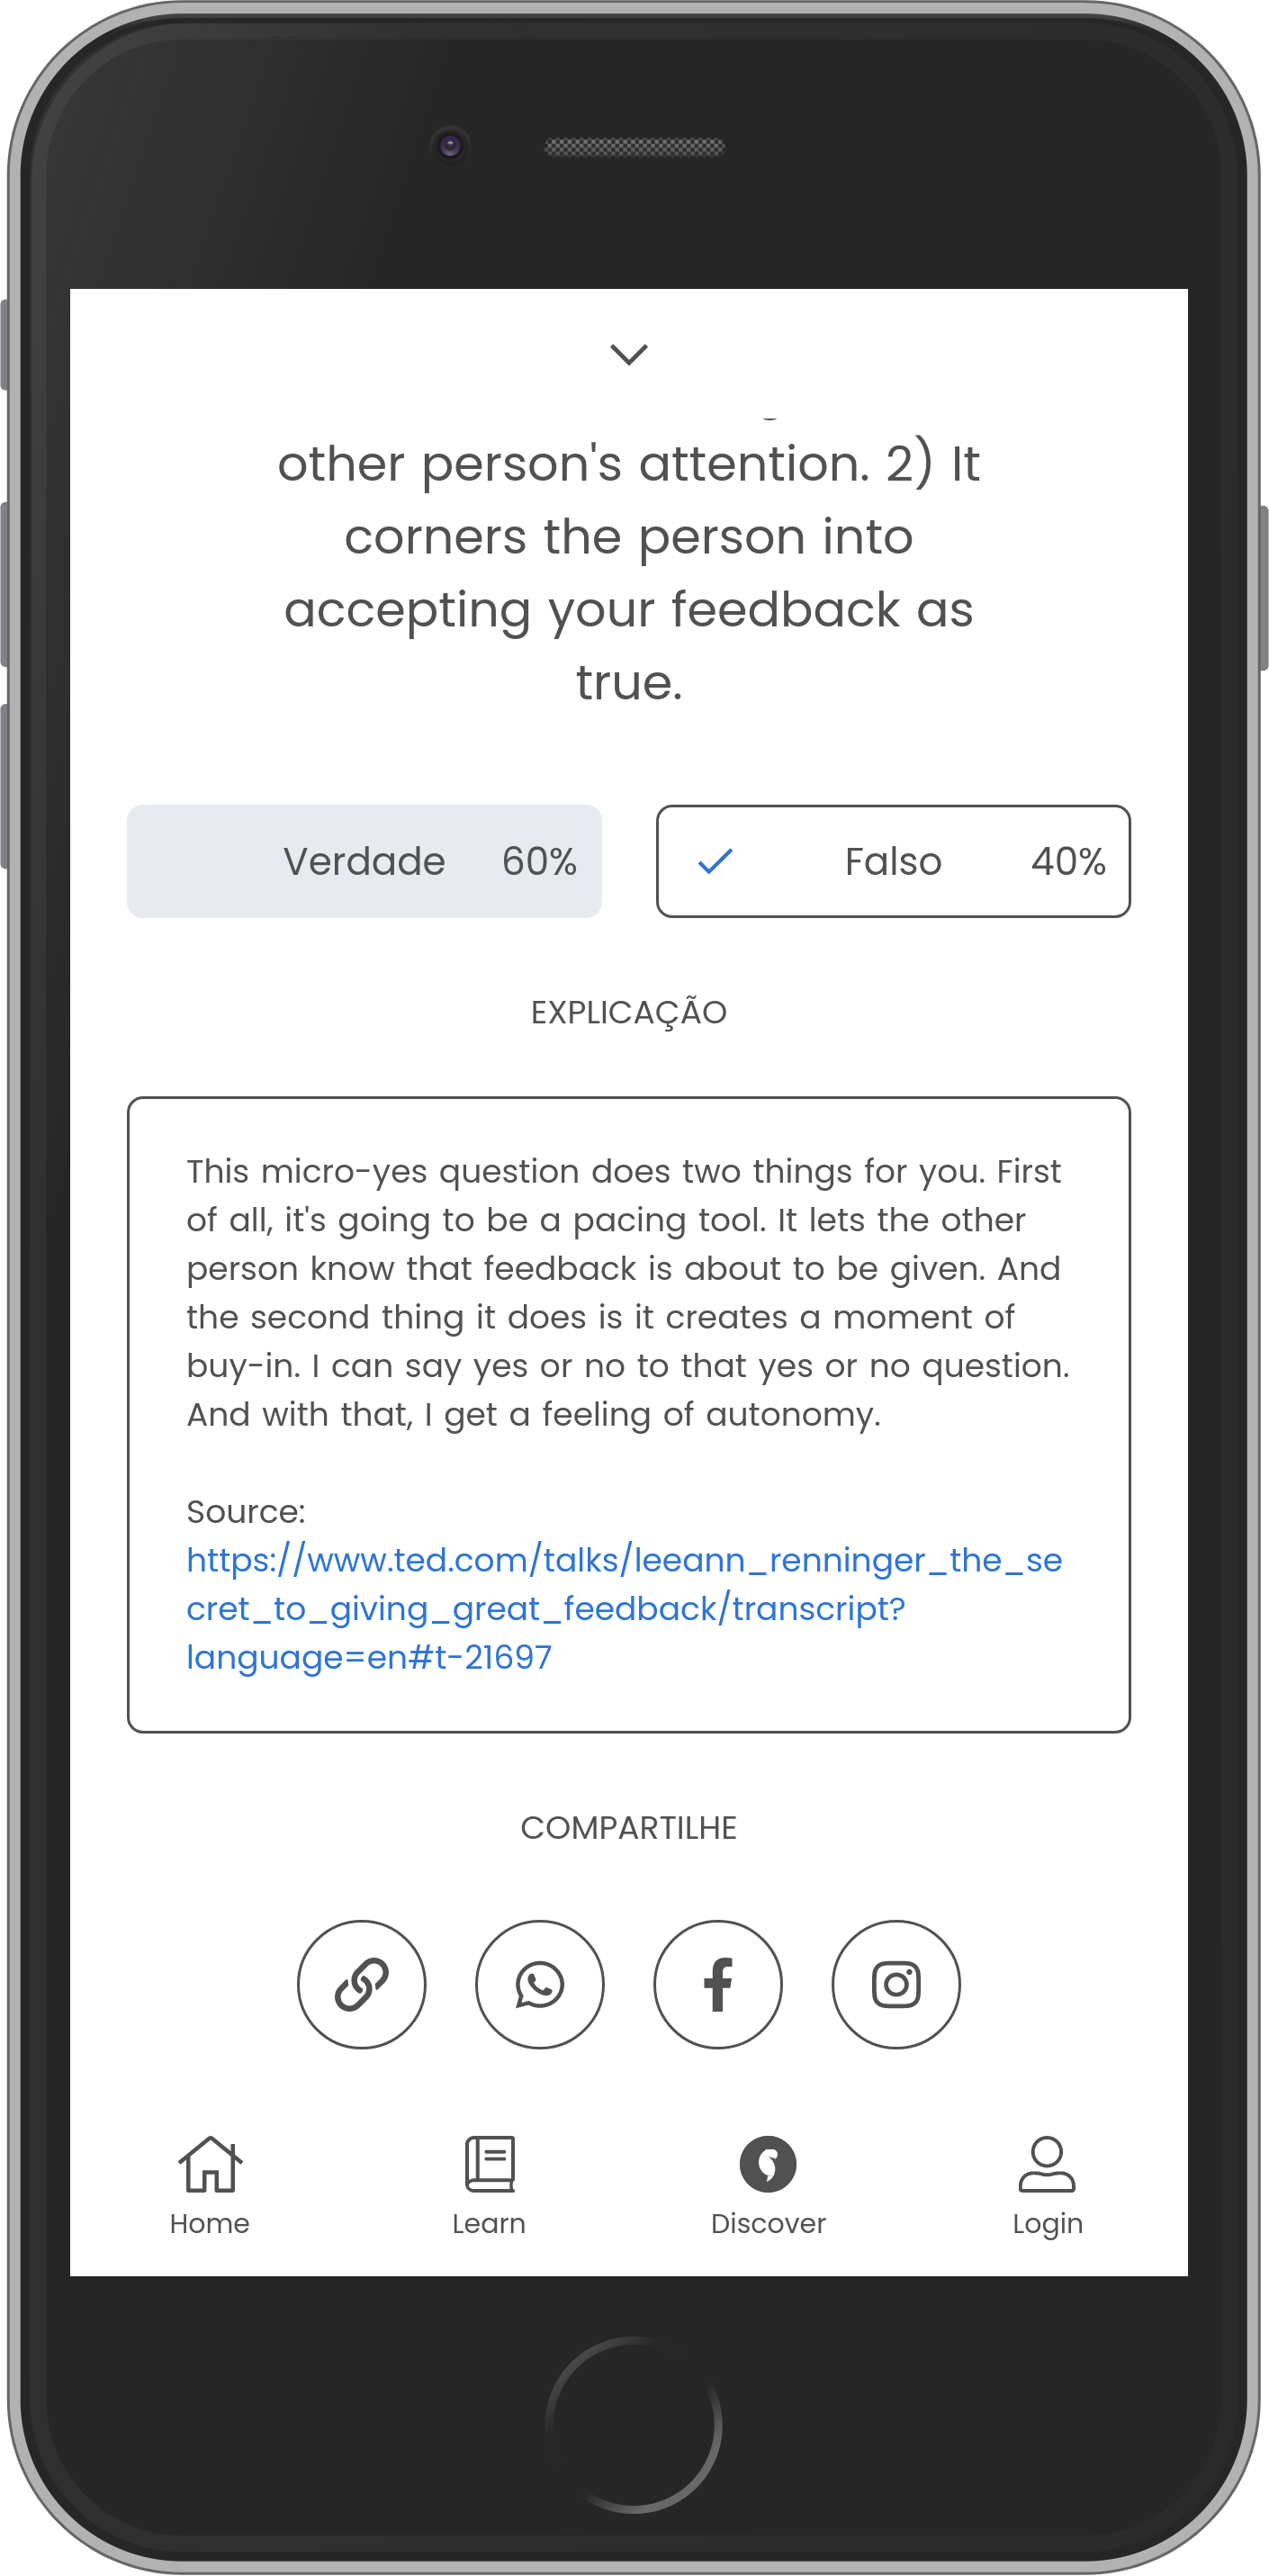 other person's attention. 2) It
corners the person into
accepting your feedback as
true.
Verdade 60%
Falso 40%
EXPLICAÇÃO
This micro-yes question does two things for you. First
of all, it's going to be a pacing tool. It lets the other
person know that feedback is about to be given. And
the second thing it does is it creates a moment of
buy-in. I can say yes or no to that yes or no question.
And with that, I get a feeling of autonomy.
Source:
https://www.ted.com/talks/leeann_renninger_the_se
cret_to_giving_great_feedback/transcript?
language=en#t-21697
COMPARTILHE
Home
Learn
Discover
Login